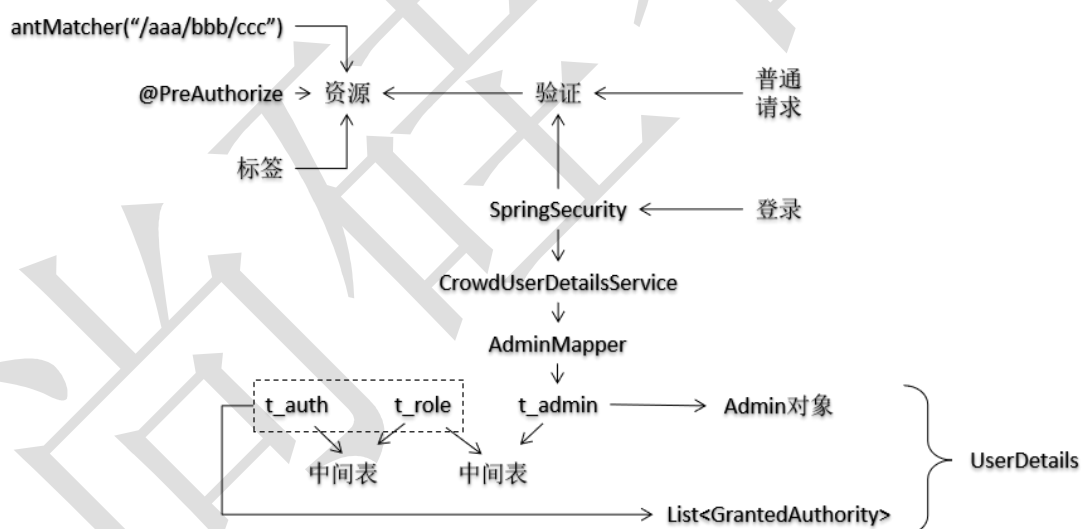 antMatcher(“/aaa/bbb/ccc”)
@PreAuthorize
资源
验证
普通
请求
标签
SpringSecurity
登录
CrowdUserDetailsService
AdminMapper
t_auth
t_role
t_admin
Admin对象
中间表
中间表
UserDetails
List<GrantedAuthority>